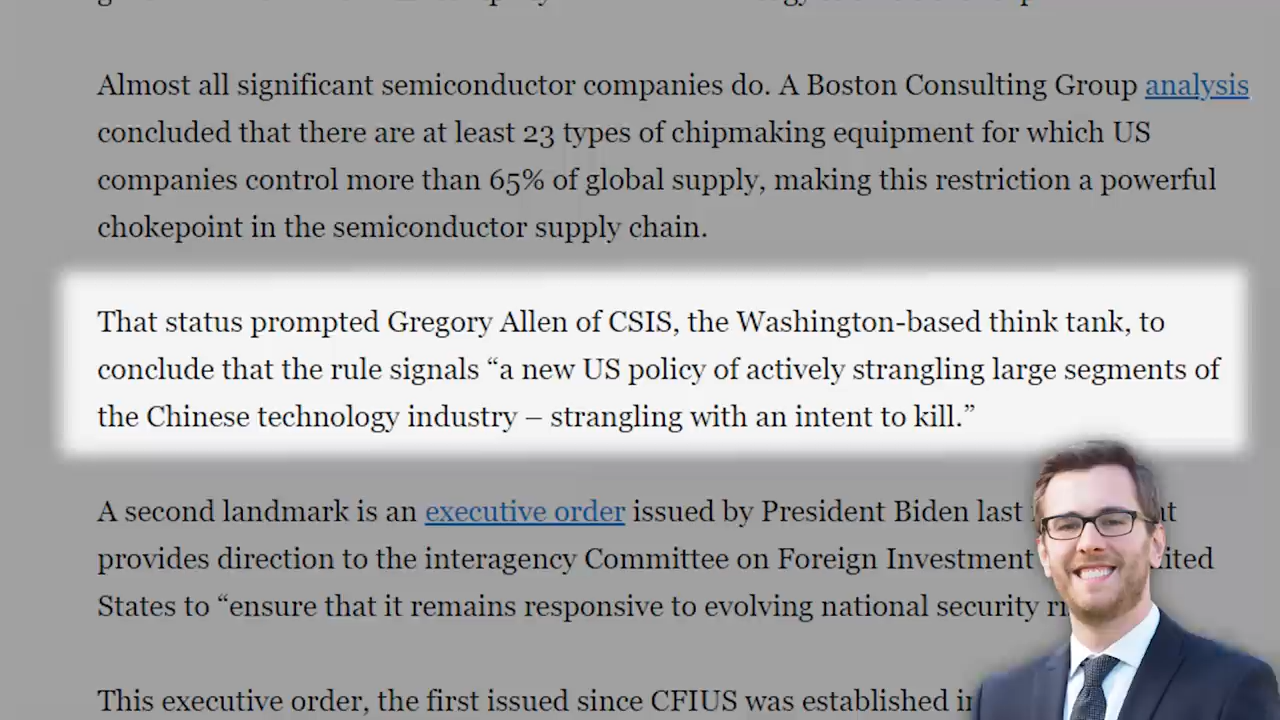 Almost all significant semiconductor companies do. A Boston Consulting Group analysis
concluded that there are at least 23 types of chipmaking equipment for which US
companies control more than 65% of global supply, making this restriction a powerful
chokepoint in the semiconductor supply chain.
That status prompted Gregory Allen of CSIS, the Washington-based think tank, to
conclude that the rule signals “a new US policy of actively strangling large segments of
the Chinese technology industry – strangling with an intent to kill.”
A second landmark is an executive order issued by President Biden last
provides direction to the interagency Committee on Foreign Investment
States to “ensure that it remains responsive to evolving national security
This executive order, the first issued since CFIUS was established